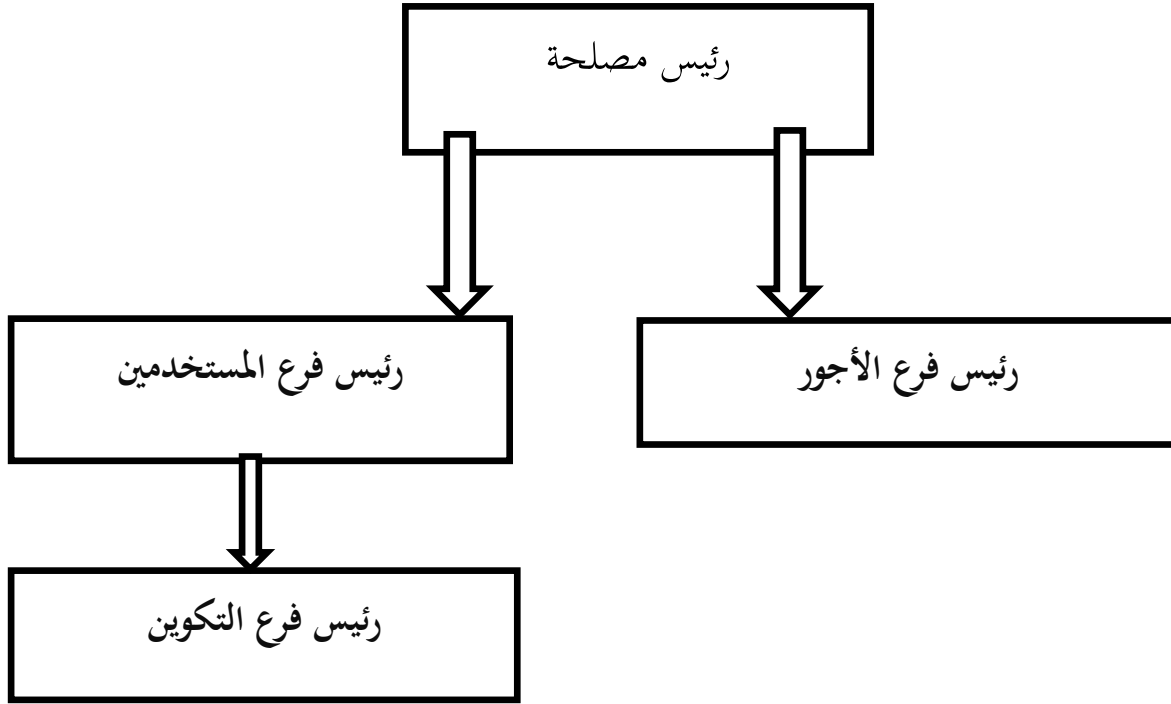 رئيس مصلحة
رئيس فرع الأجور
رئيس فرع المستخدمين
رئيس فرع التكوين